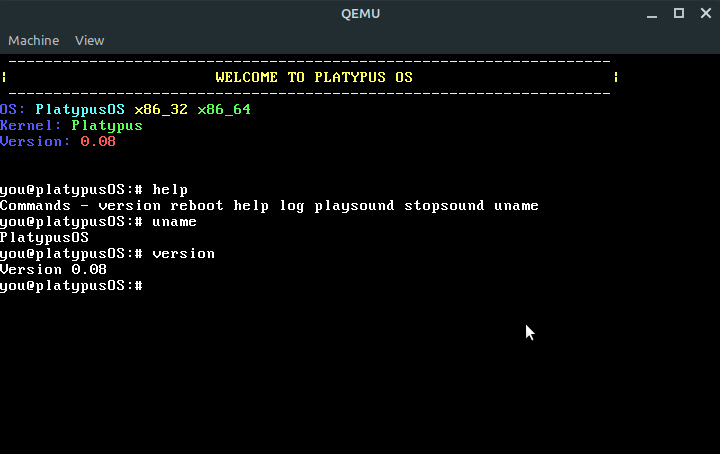 QEMU
Machine View
--------------------------------------------------------------------
¦ WELCOME TO PLATYPUS OS ¦
--------------------------------------------------------------------
OS: PlatypusOS x86_32 x86_64
Kernel: Platypus
Version: 0.08
you@platypusOS:# help
Commands - version reboot help log playsound stopsound uname
you@platypusOS:# uname
PlatypusOS
you@platypusOS:# version
Version 0.08
you@platypusOS:#